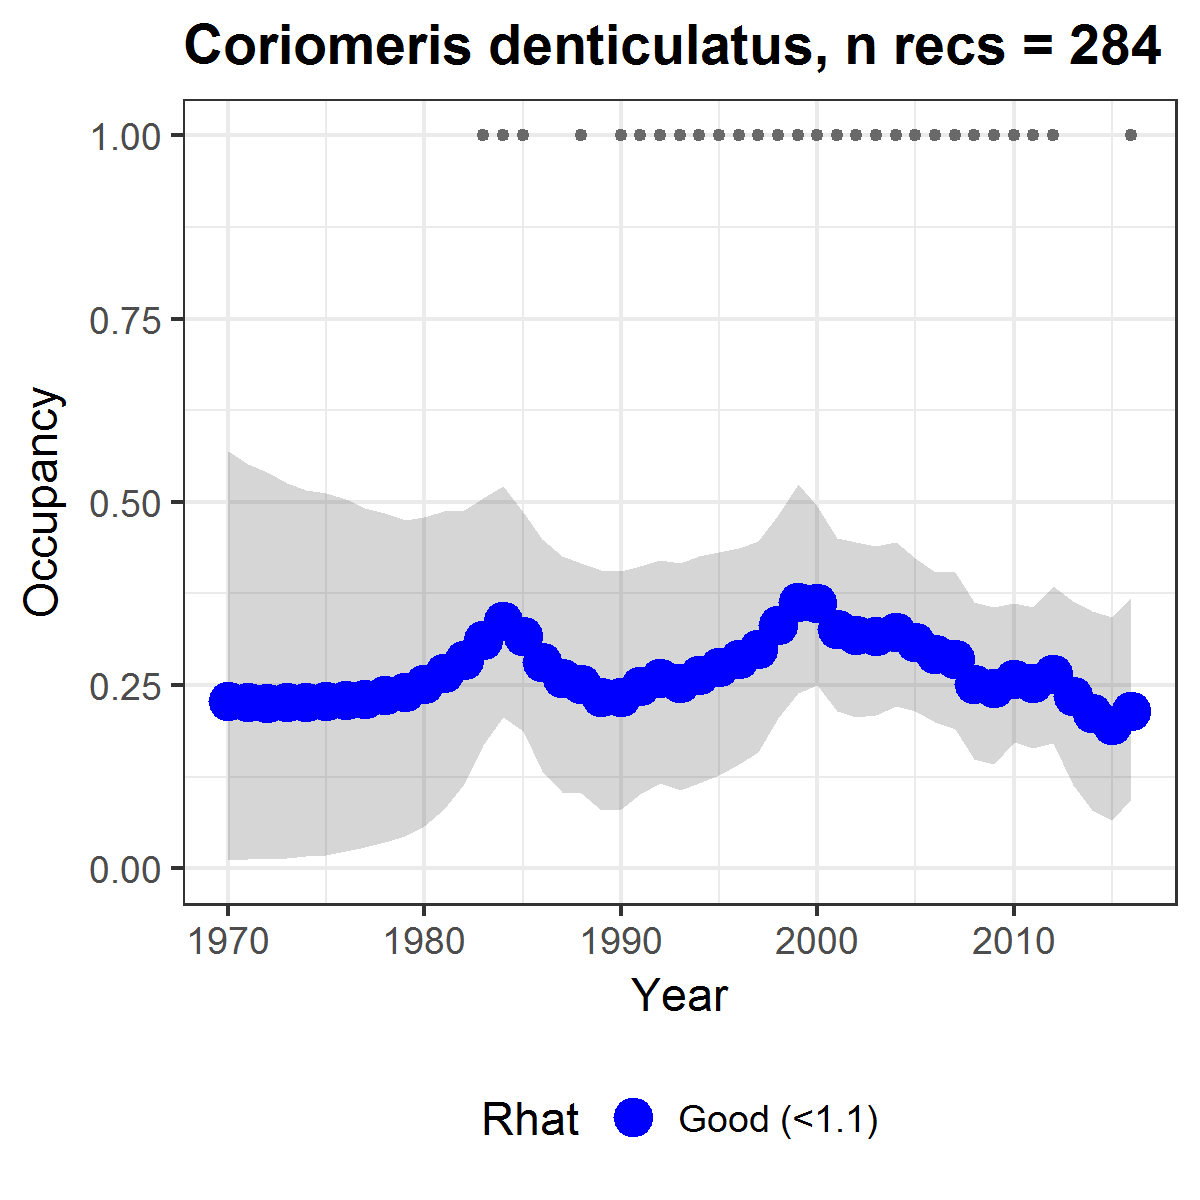 Coriomeris denticulatus, n recs = 284
1.00
0.75
0.50
0.25
0.00
Occupancy
1970 1980 1990 2000 2010
Year
Rhat Good (<1.1)